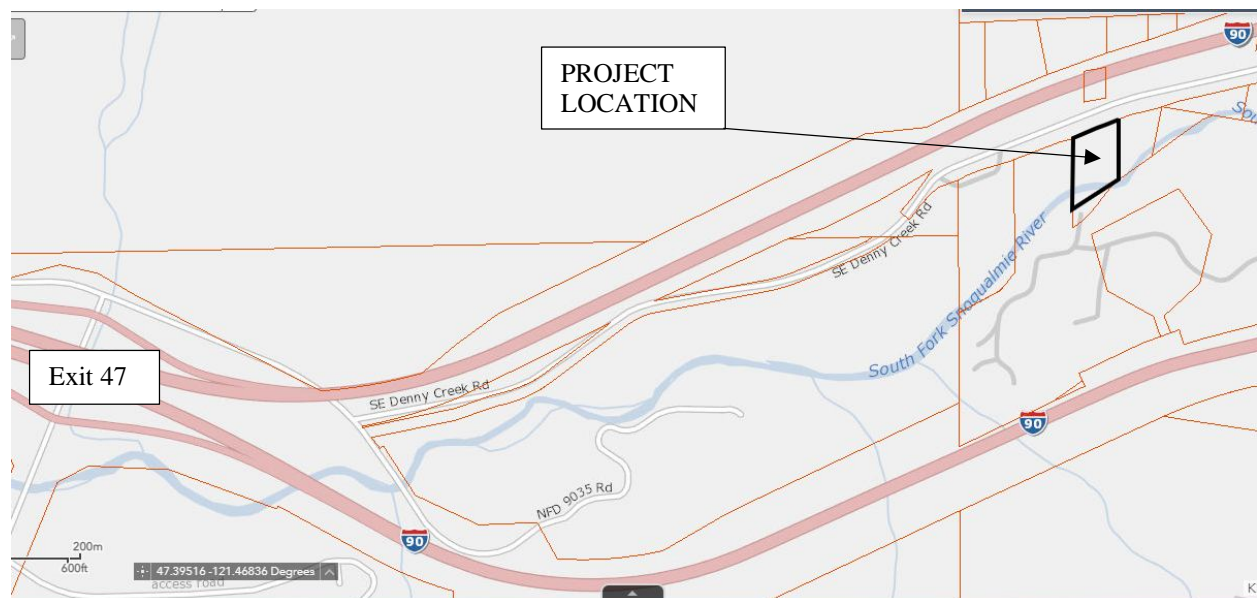 90
PROJECT
LOCATION
Sou
SE Denny Creek Rd
South Fork Snoqualmie River
Exit 47
SE Denny Creek Rd
90
NFD 9035 Rd
90
200m
600ft
47.39516 -121.46836 Degrees
access road
K